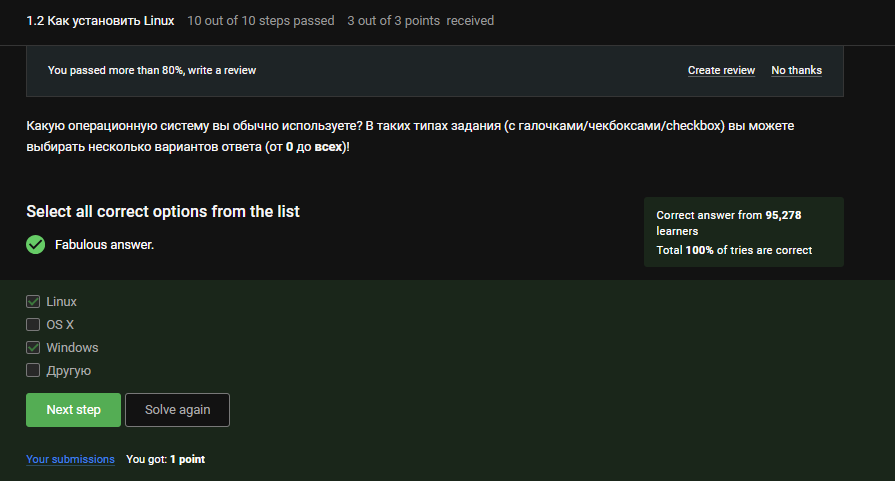 1.2 Как установить Linux 10 out of 10 steps passed 3 out of 3 points received
You passed more than 80%, write a review Create review No thanks
Какую операционную систему вы обычно используете? В таких типах задания (с галочками/чекбоксами/checkbox) вы можете
выбирать несколько вариантов ответа (от 0 до всех)!
Select all correct options from the list
Fabulous answer.
Correct answer from 95,278
learners
Total 100% of tries are correct
Linux
OS X
Windows
Другую
Next step Solve again
Your submissions You got: 1 point